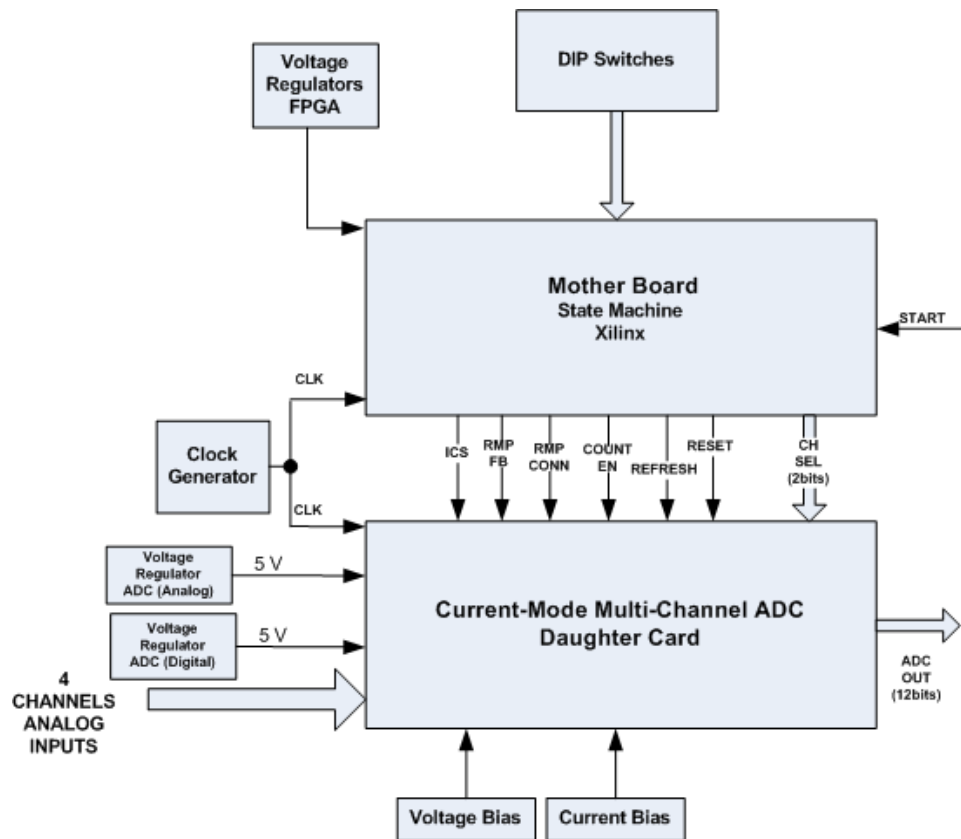 Voltage
Regulators
FPGA
DIP Switches
Mother Board
State Machine
Xilinx
START
CLK
Clock
Generator
CLK
ICS
RMP
FB
RMP
CONN
COUNT
EN
REFRESH
RESET
CH
SEL
(2bits)
Voltage
Regulator
ADC (Analog)
5 V
Voltage
Regulator
ADC (Digital)
5 V
4
CHANNELS
ANALOG
INPUTS
Current-Mode Multi-Channel ADC
Daughter Card
ADC
OUT
(12bits)
Voltage Bias
Current Bias